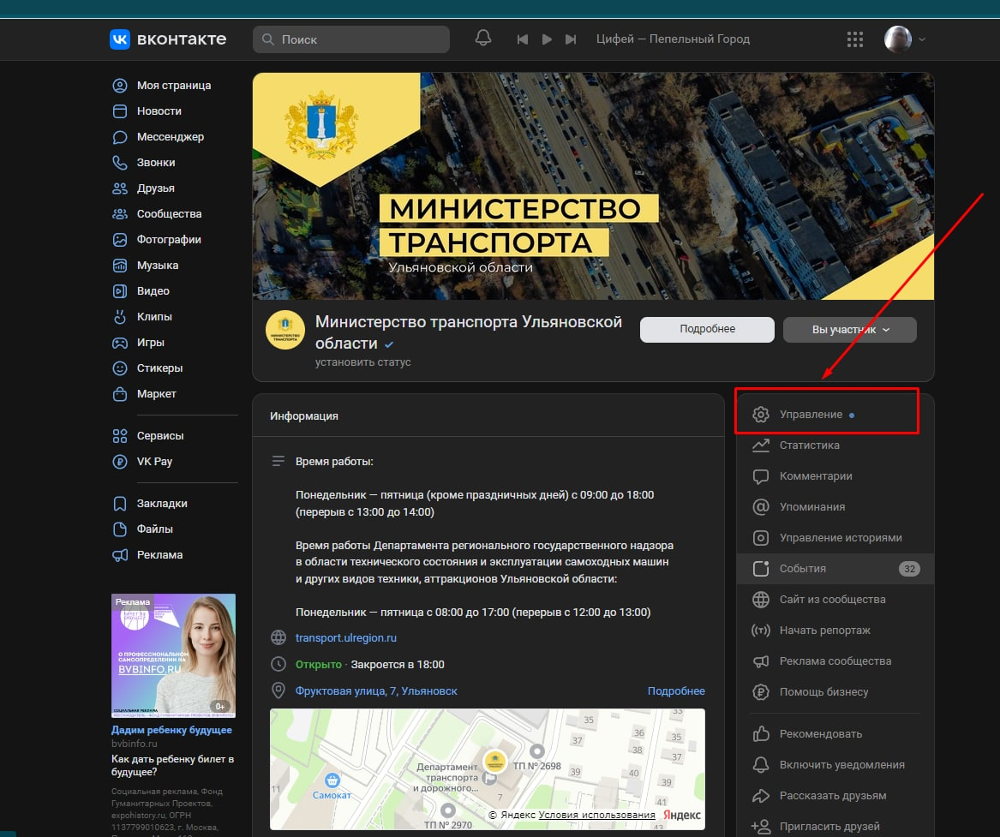 вконтакте
Поиск
Цифей — Пепельный Город
Моя страница
Новости
Мессенджер
Звонки
Друзья
Сообщества
Фотографии
Музыка
Видео
Клипы
Игры
Стикеры
Маркет
Сервисы
VK Pay
Закладки
Файлы
Реклама
Реклама
О ПРОФЕССИОНАЛЬНОМ
САМООПРЕДЕЛЕНИИ НА
BVBINFO.RU
0+
Дадим ребенку будущее
bvbinfo.ru
Как дать ребенку билет в
будущее?
Социальная реклама, Фонд
Гуманитарных Проектов,
expohistory.ru, ОГРН
1137799010623, г. Москва,
МИНИСТЕРСТВО
ТРАНСПОРТА
Ульяновской области
Министерство транспорта Ульяновской
области
установить статус
Подробнее
Вы участник
Информация
Время работы:
Понедельник — пятница (кроме праздничных дней) с 09:00 до 18:00
(перерыв с 13:00 до 14:00)
Время работы Департамента регионального государственного надзора
в области технического состояния и эксплуатации самоходных машин
и других видов техники, аттракционов Ульяновской области:
Понедельник — пятница с 08:00 до 17:00 (перерыв с 12:00 до 13:00)
transport.ulregion.ru
Открыто · Закроется в 18:00
Фруктовая улица, 7, Ульяновск
Подробнее
33
35
36
35
37
38
37
Департамент
транспорта
и дорожного...
ТП № 2698
39
40
39
11
Самокат
7
41
ТП № 2970
© Яндекс Условия использования
Яндекс
43
Управление
Статистика
Комментарии
Упоминания
Управление историями
События
32
Сайт из сообщества
Начать репортаж
Реклама сообщества
Помощь бизнесу
Рекомендовать
Включить уведомления
Рассказать друзьям
Пригласить друзей